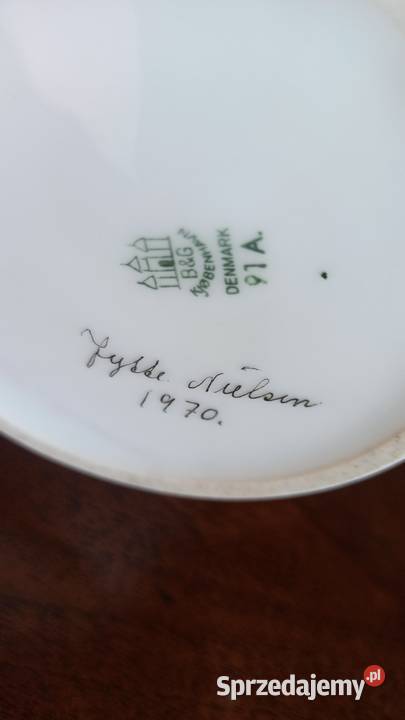 B&G
KJØBENHAVN
DENMARK
91 A.
Jytte Nielsen
1970.
Sprzedajemy.pl